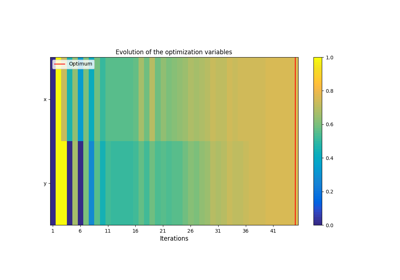 Evolution of the optimization variables
Optimum
x
y
1 6 11 16 21 26 31 36 41
Iterations
1.0
0.8
0.6
0.4
0.2
0.0